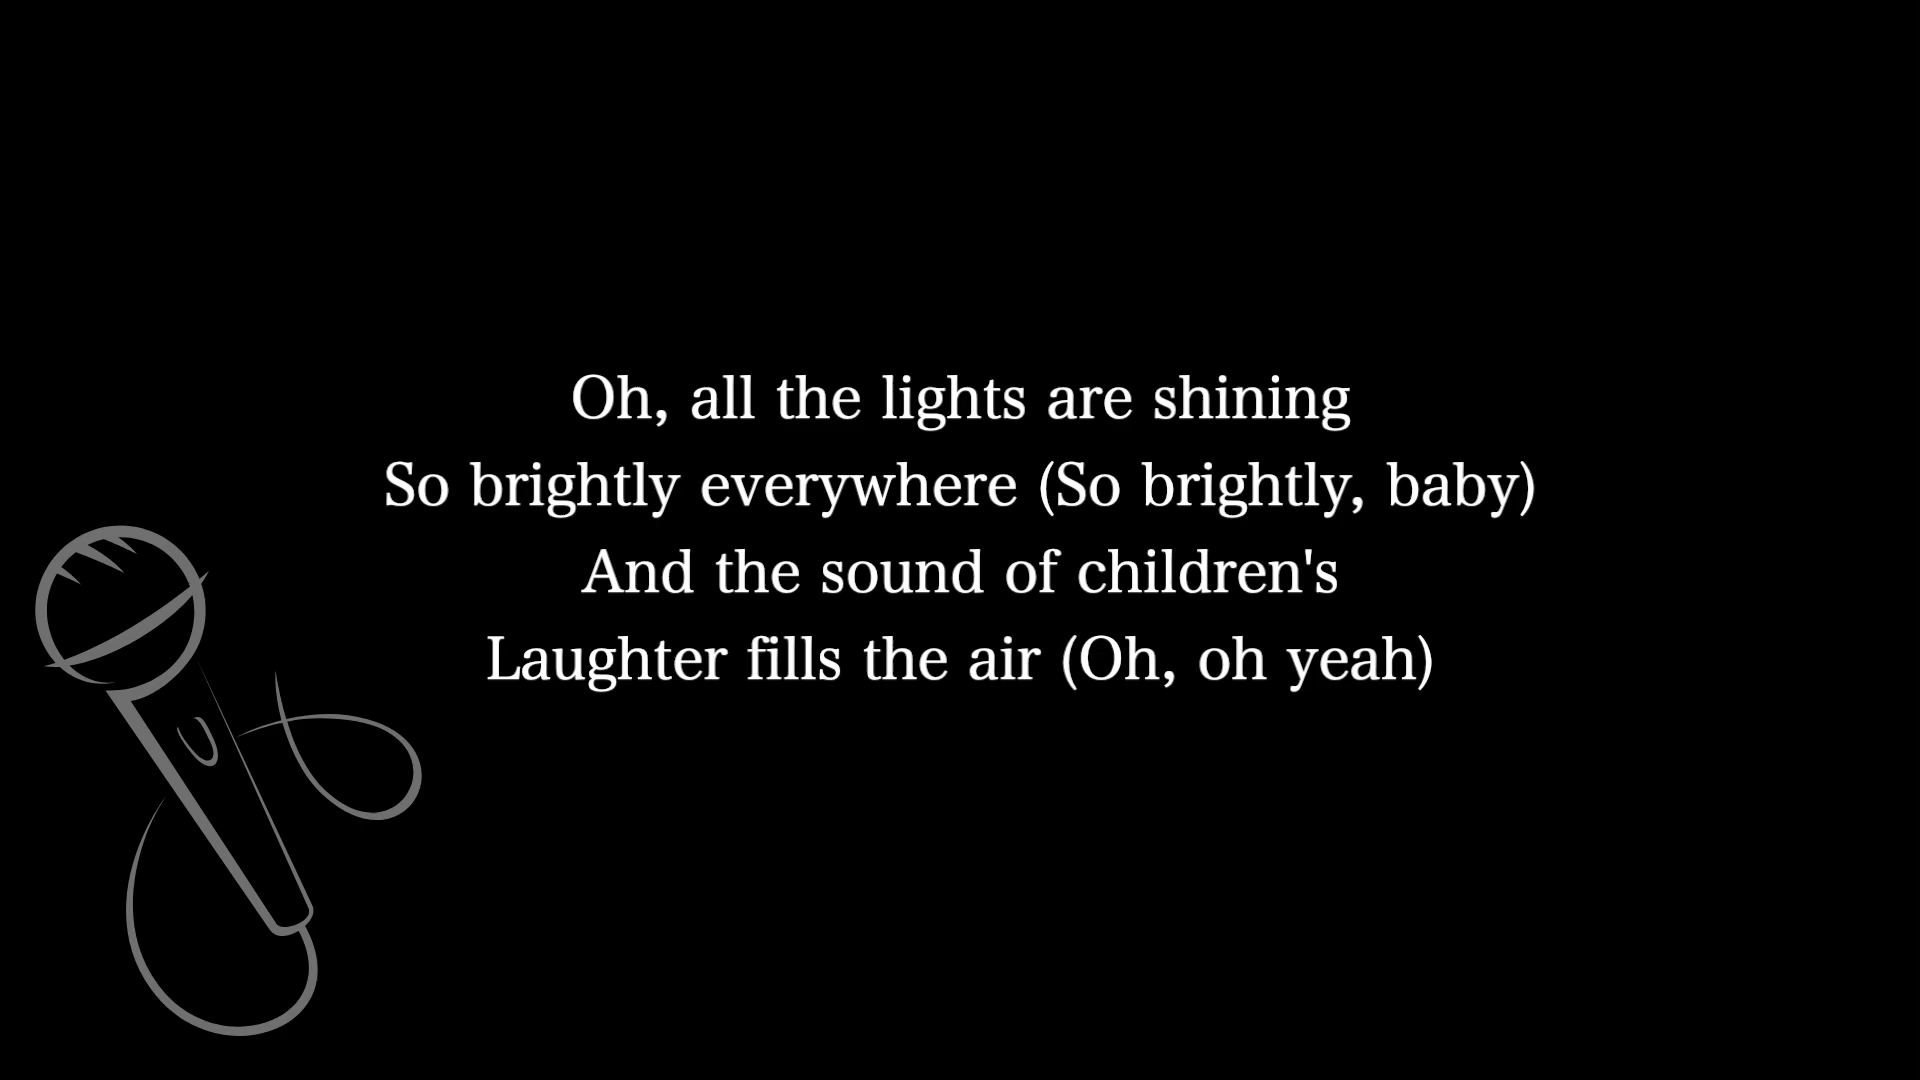 Oh, all the lights are shining
So brightly everywhere (So brightly, baby)
And the sound of children's
Laughter fills the air (Oh, oh yeah)